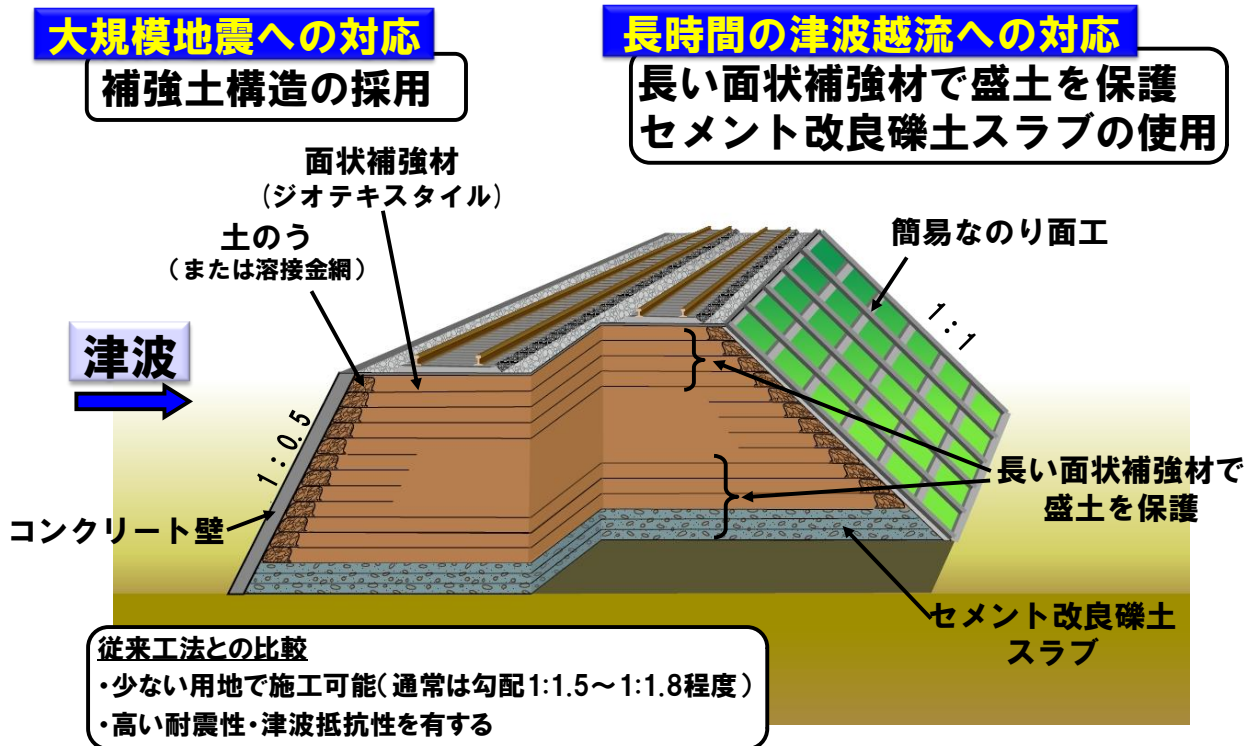 大規模地震への対応
補強土構造の採用
長時間の津波越流への対応
長い面状補強材で盛土を保護
セメント改良礫土スラブの使用
面状補強材
(ジオテキスタイル)
土のう
(または溶接金網)
簡易なのり面工
1:1
津波
1:0.5
長い面状補強材で
盛土を保護
コンクリート壁
セメント改良礫土
スラブ
従来工法との比較
・少ない用地で施工可能(通常は勾配1:1.5～1:1.8程度)
・高い耐震性・津波抵抗性を有する